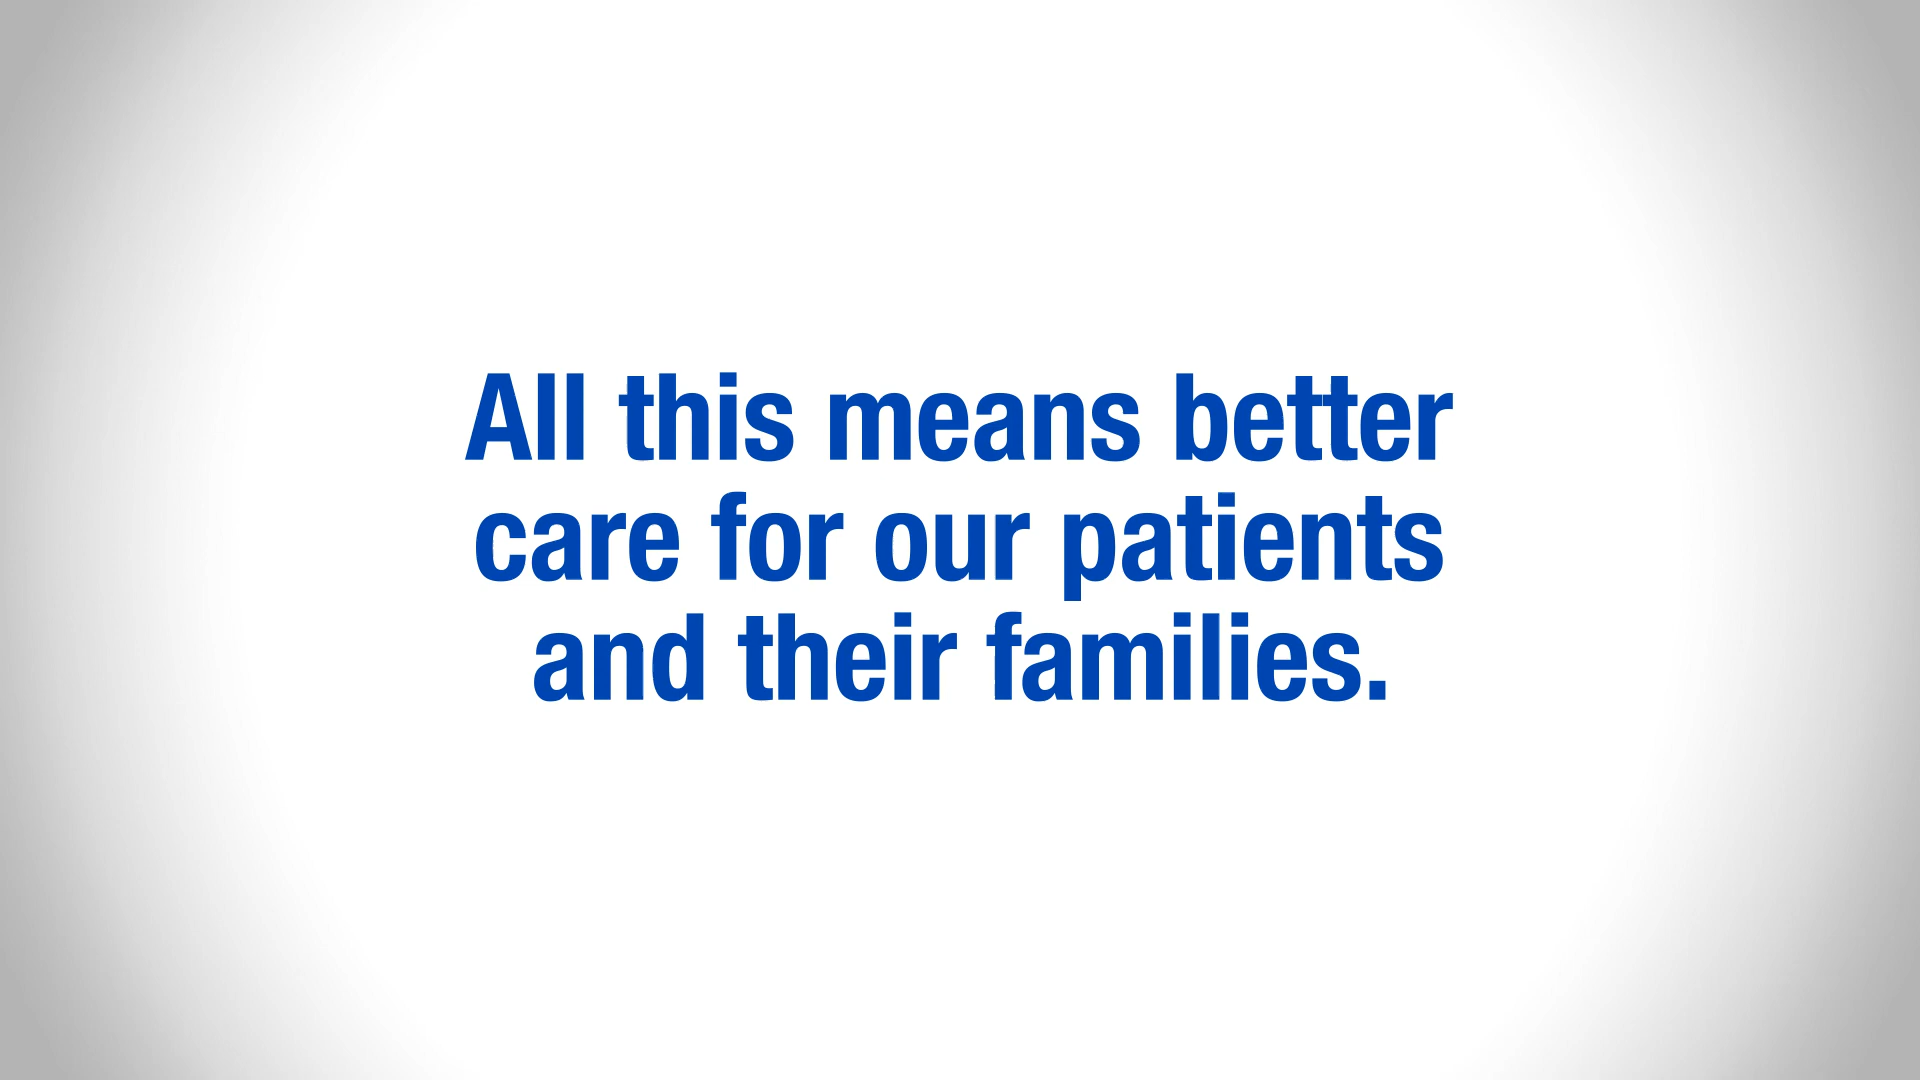 All this means better
care for our patients
and their families.